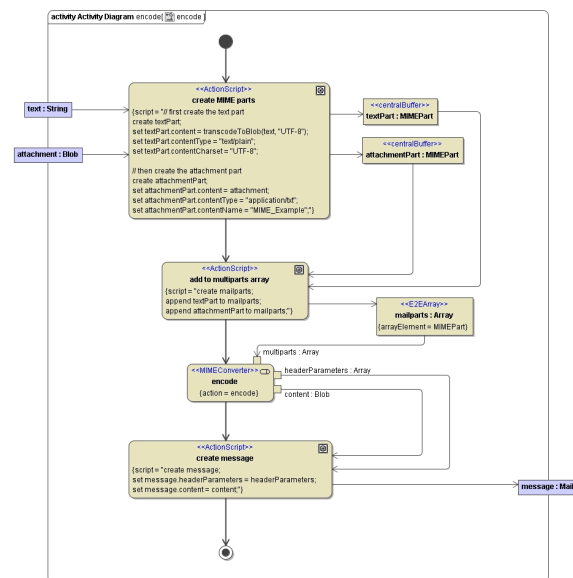 activity Activity Diagram encode[ encode ]
text : String
attachment : Blob
<<ActionScript>>
create MIME parts
{script = "// first create the text part
create textPart;
set textPart.content = transcodeToBlob(text, "UTF-8");
set textPart.contentType = "text/plain";
set textPart.contentCharset = "UTF-8";
// then create the attachment part
create attachmentPart;
set attachmentPart.content = attachment;
set attachmentPart.contentType = "application/txt";
set attachmentPart.contentName = "MIME_Example";"}
<<centralBuffer>>
textPart : MIMEPart
<<centralBuffer>>
attachmentPart : MIMEPart
<<ActionScript>>
add to multiparts array
{script = "create mailparts;
append textPart to mailparts;
append attachmentPart to mailparts;"}
<<E2EArray>>
mailparts : Array
{arrayElement = MIMEPart}
multiparts : Array
<<MIMEConverter>>
encode
{action = encode}
headerParameters : Array
content : Blob
<<ActionScript>>
create message
{script = "create message;
set message.headerParameters = headerParameters;
set message.content = content;"}
message : Mail